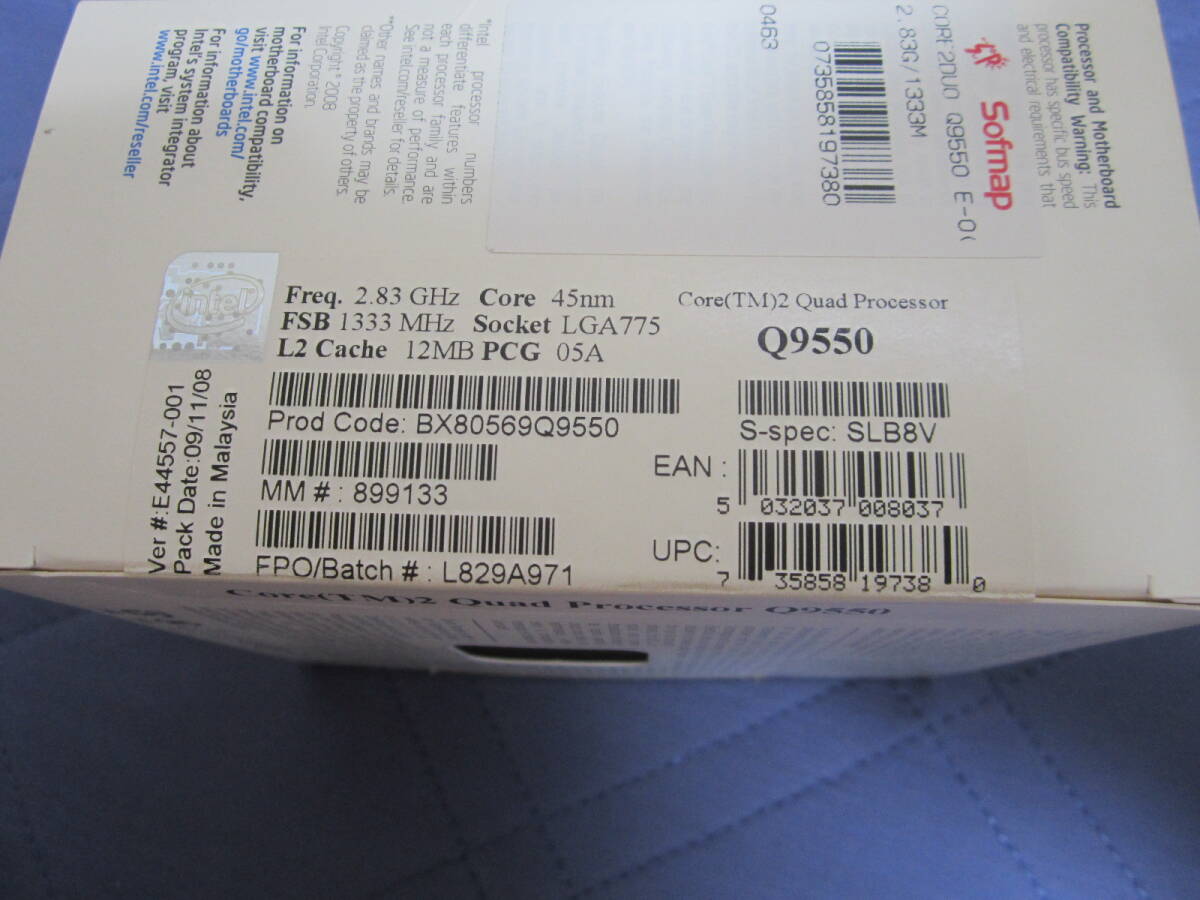 Processor and Motherboard
Compatibility Warning: This
processor has specific bus speed
and electrical requirements that
Sofmap
CORE2DUO Q9550 E-0(
2.83G/1333M
0735858197380
0463
*Intel processor numbers
differentiate features within
each processor family and are
not a measure of performance.
See intel.com/reseller for details.
**Other names and brands may be
claimed as the property of others.
Copyright © 2008
Intel Corporation.
For information on
motherboard compatibility,
visit www.intel.com/
go/motherboards
For information about
Intel's system integrator
program, visit
www.intel.com/reseller
intel
Freq. 2.83 GHz Core 45nm
FSB 1333 MHz Socket LGA775
L2 Cache 12MB PCG 05A
Core(TM)2 Quad Processor
Q9550
Prod Code: BX80569Q9550
S-spec: SLB8V
MM # : 899133
EAN :
5 032037 008037
FPO/Batch # : L829A971
UPC:
7 35858 19738 0
Ver #:E44557-001
Pack Date:09/11/08
Made in Malaysia
Core(TM)2 Quad Processor Q9550